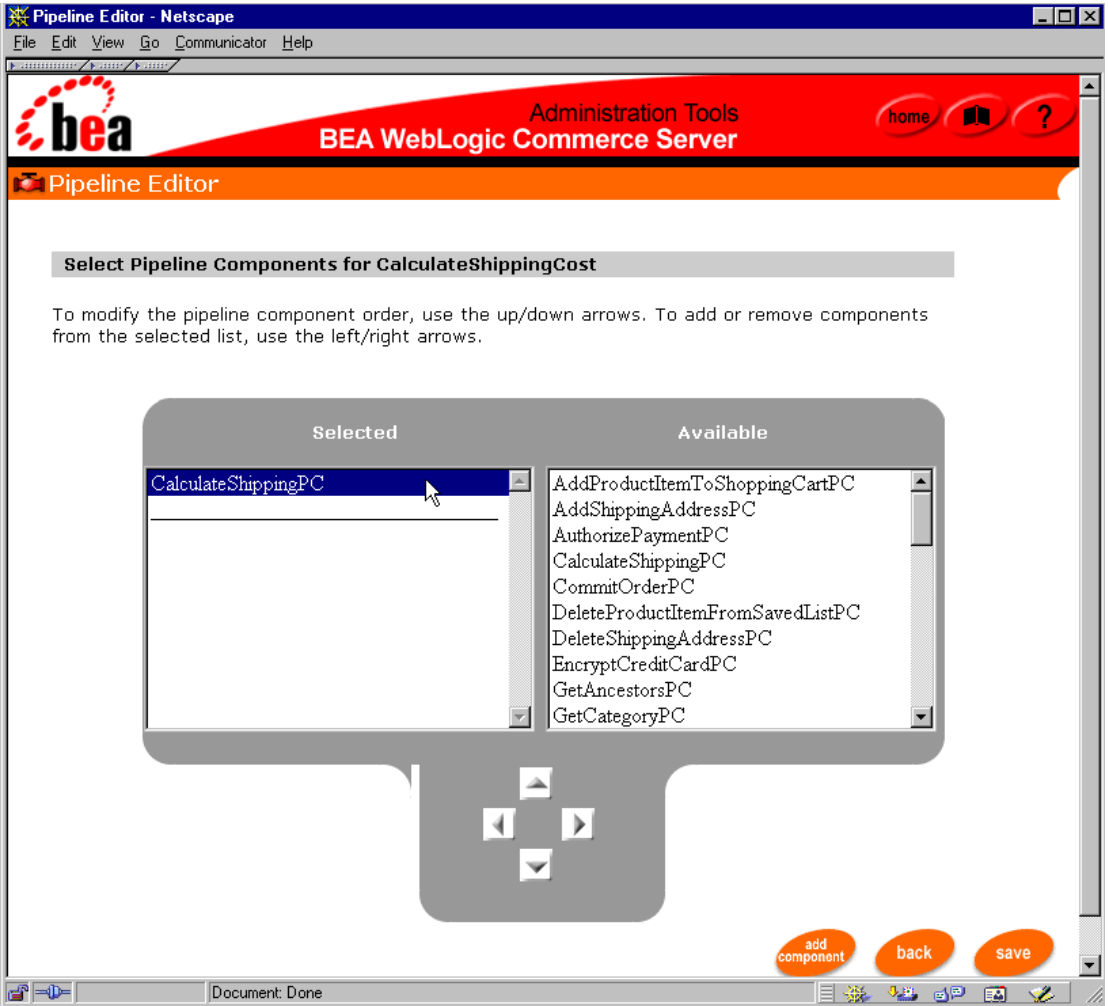 Pipeline Editor - Netscape
File Edit View Go Communicator Help
bea
Administration Tools
BEA WebLogic Commerce Server
home
?
Pipeline Editor
Select Pipeline Components for CalculateShippingCost
To modify the pipeline component order, use the up/down arrows. To add or remove components
from the selected list, use the left/right arrows.
Selected
Available
CalculateShippingPC
AddProductItemToShoppingCartPC
AddShippingAddressPC
AuthorizePaymentPC
CalculateShippingPC
CommitOrderPC
DeleteProductItemFromSavedListPC
DeleteShippingAddressPC
EncryptCreditCardPC
GetAncestorsPC
GetCategoryPC
add
component
back
save
Document: Done